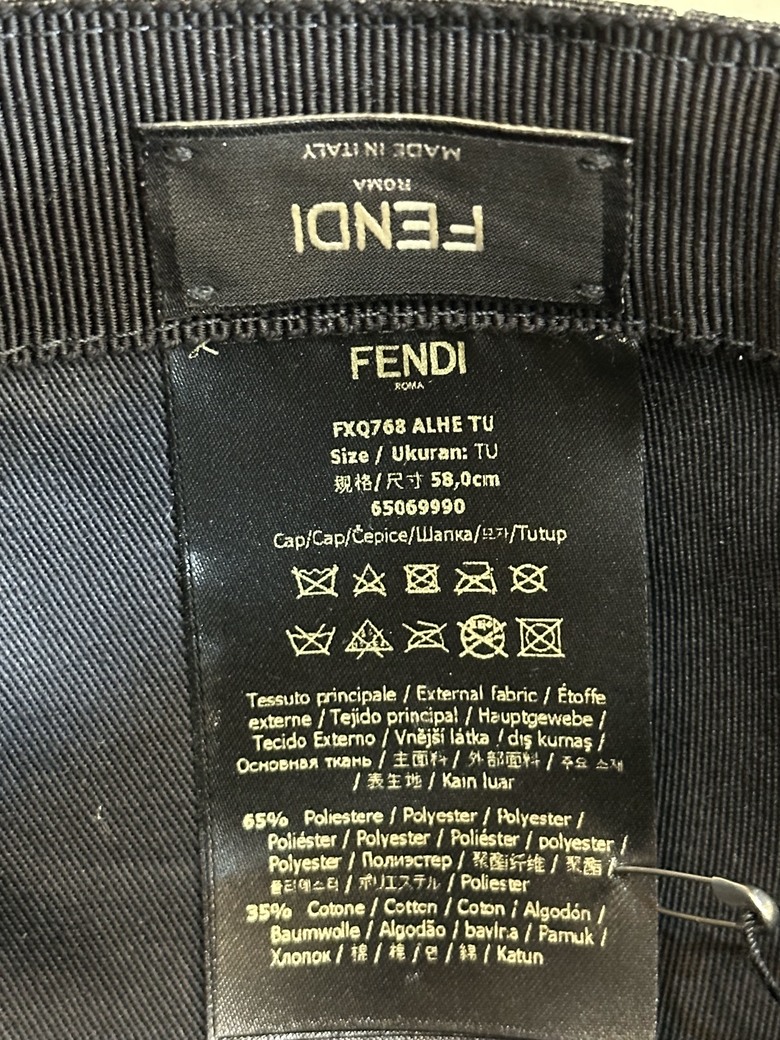 FENDI
ROMA
MADE IN ITALY
FENDI
ROMA
FXQ768 ALHE TU
Size / Ukuran: TU
规格/尺寸 58,0cm
65069990
Cap/Cap/Čepice/Шапка/모자/Tutup
Tessuto principale / External fabric / Étoffe
externe / Tejido principal / Hauptgewebe /
Tecido Externo / Vnější látka / dış kumaş /
Основная ткань / 主面料 / 外部面料 / 주요 소재
/ 表生地 / Kain luar
65% Poliestere / Polyester / Polyester /
Poliéster / Polyester / Poliéster / polyester /
Polyester / Полиэстер / 聚酯纤维 / 聚酯 /
폴리에스터 / ポリエステル / Poliester
35% Cotone / Cotton / Coton / Algodón /
Baumwolle / Algodão / bavlna / Pamuk /
Хлопок / 棉 / 棉 / 면 / 綿 / Katun